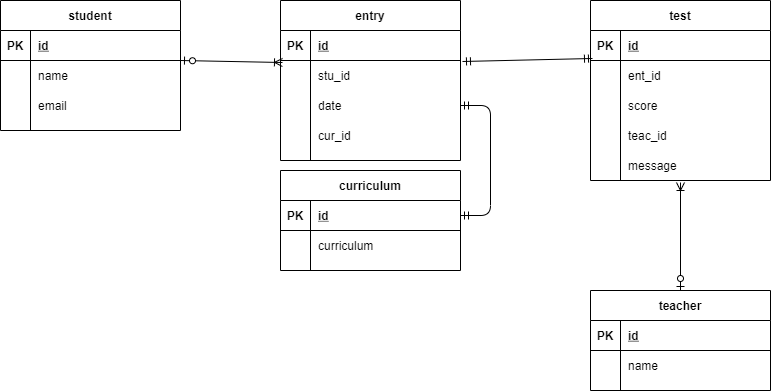 student
PK id
name
email
entry
PK id
stu_id
date
cur_id
curriculum
PK id
curriculum
test
PK id
ent_id
score
teac_id
message
teacher
PK id
name